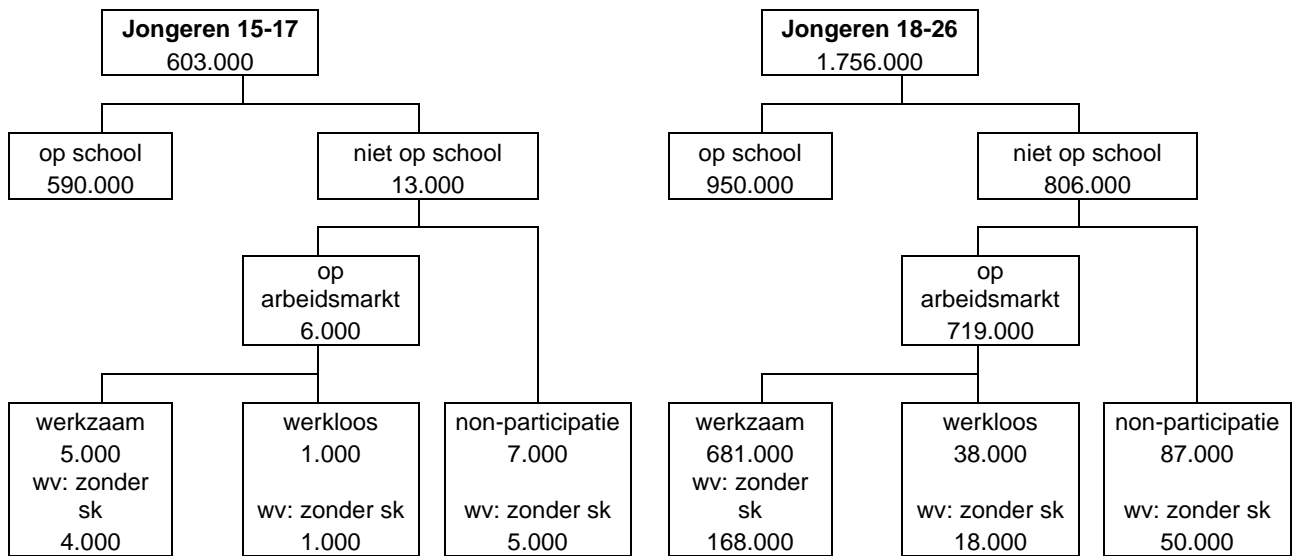 Jongeren 15-17
603.000
op school
590.000
niet op school
13.000
op
arbeidsmarkt
6.000
werkzaam
5.000
wv: zonder
sk
4.000
werkloos
1.000
wv: zonder sk
1.000
non-participatie
7.000
wv: zonder sk
5.000
Jongeren 18-26
1.756.000
op school
950.000
niet op school
806.000
op
arbeidsmarkt
719.000
werkzaam
681.000
wv: zonder
sk
168.000
werkloos
38.000
wv: zonder sk
18.000
non-participatie
87.000
wv: zonder sk
50.000